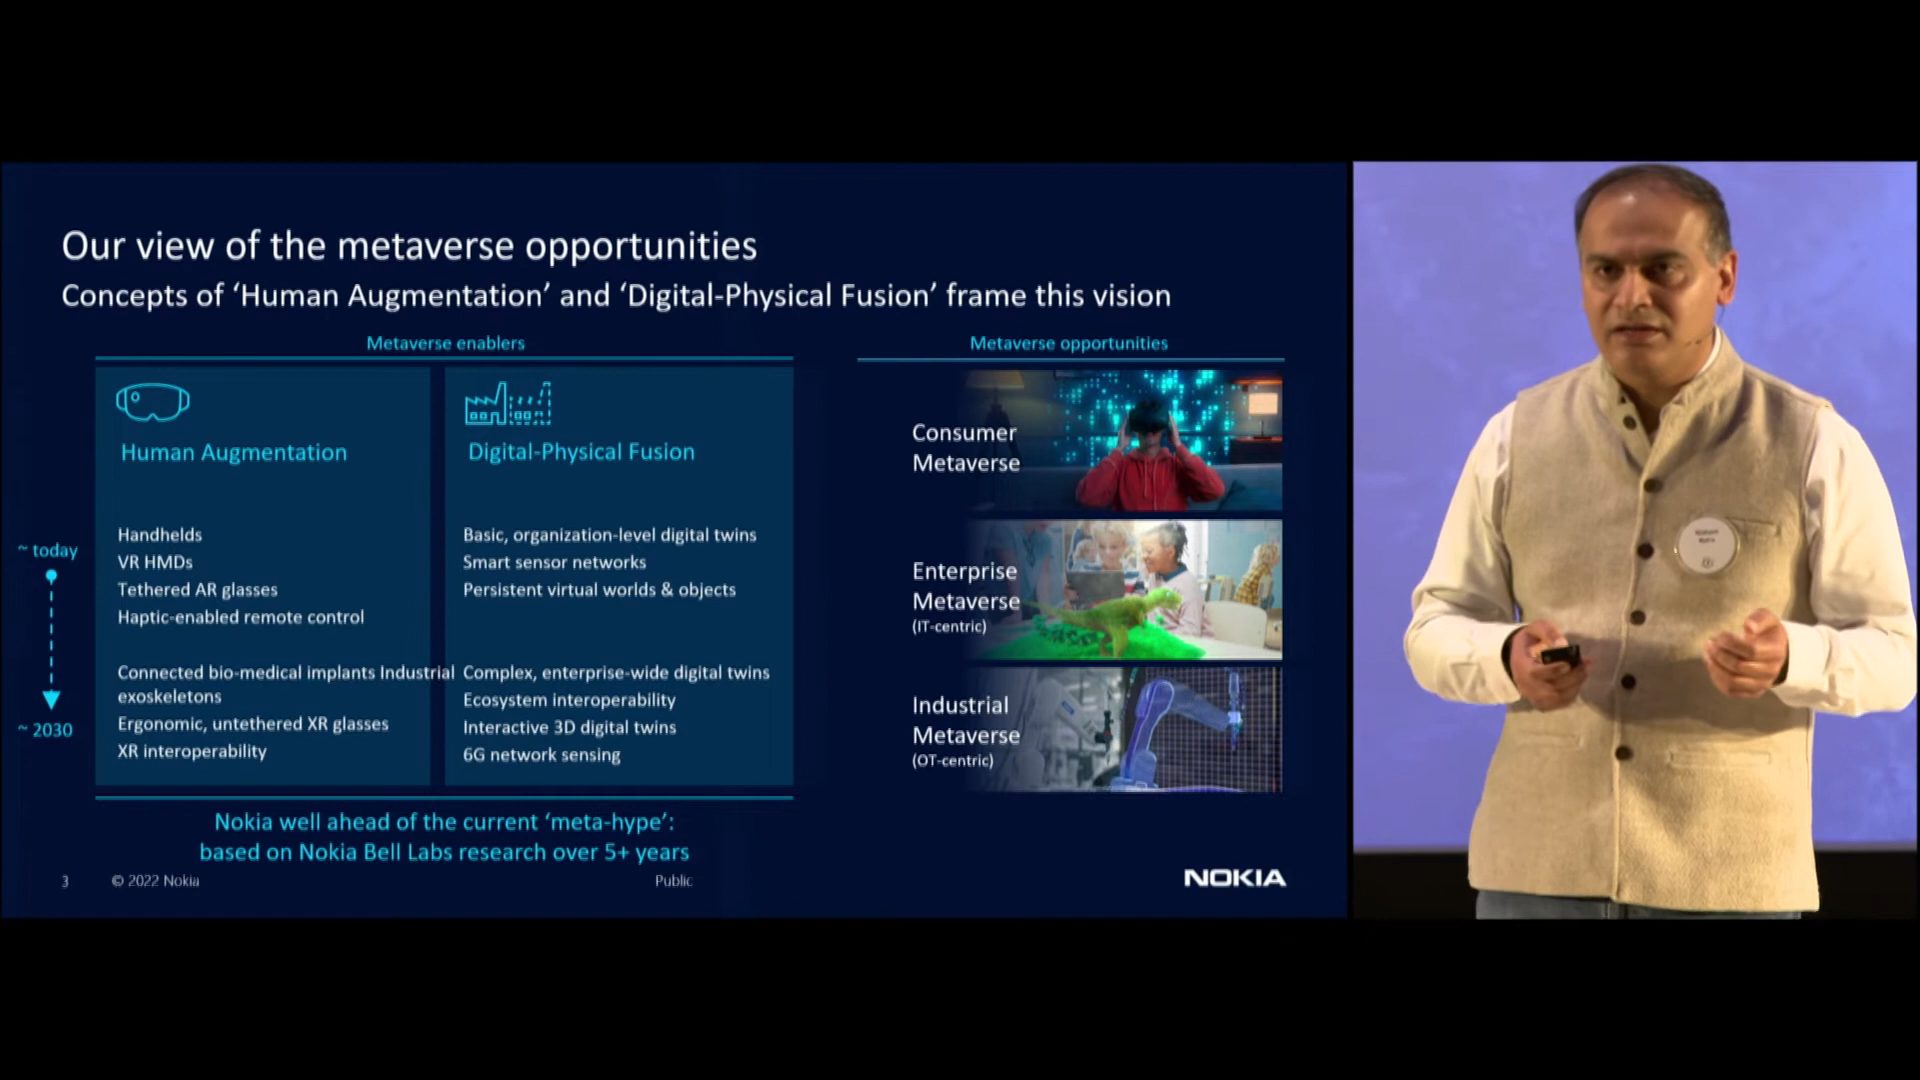 Our view of the metaverse opportunities
Concepts of ‘Human Augmentation’ and ‘Digital-Physical Fusion’ frame this vision
Metaverse enablers
Human Augmentation
Digital-Physical Fusion
~ today
Handhelds
VR HMDs
Tethered AR glasses
Haptic-enabled remote control
Basic, organization-level digital twins
Smart sensor networks
Persistent virtual worlds & objects
~ 2030
Connected bio-medical implants Industrial
exoskeletons
Ergonomic, untethered XR glasses
XR interoperability
Complex, enterprise-wide digital twins
Ecosystem interoperability
Interactive 3D digital twins
6G network sensing
Nokia well ahead of the current ‘meta-hype’:
based on Nokia Bell Labs research over 5+ years
Metaverse opportunities
Consumer
Metaverse
Enterprise
Metaverse
(IT-centric)
Industrial
Metaverse
(OT-centric)
3
© 2022 Nokia
Public
NOKIA